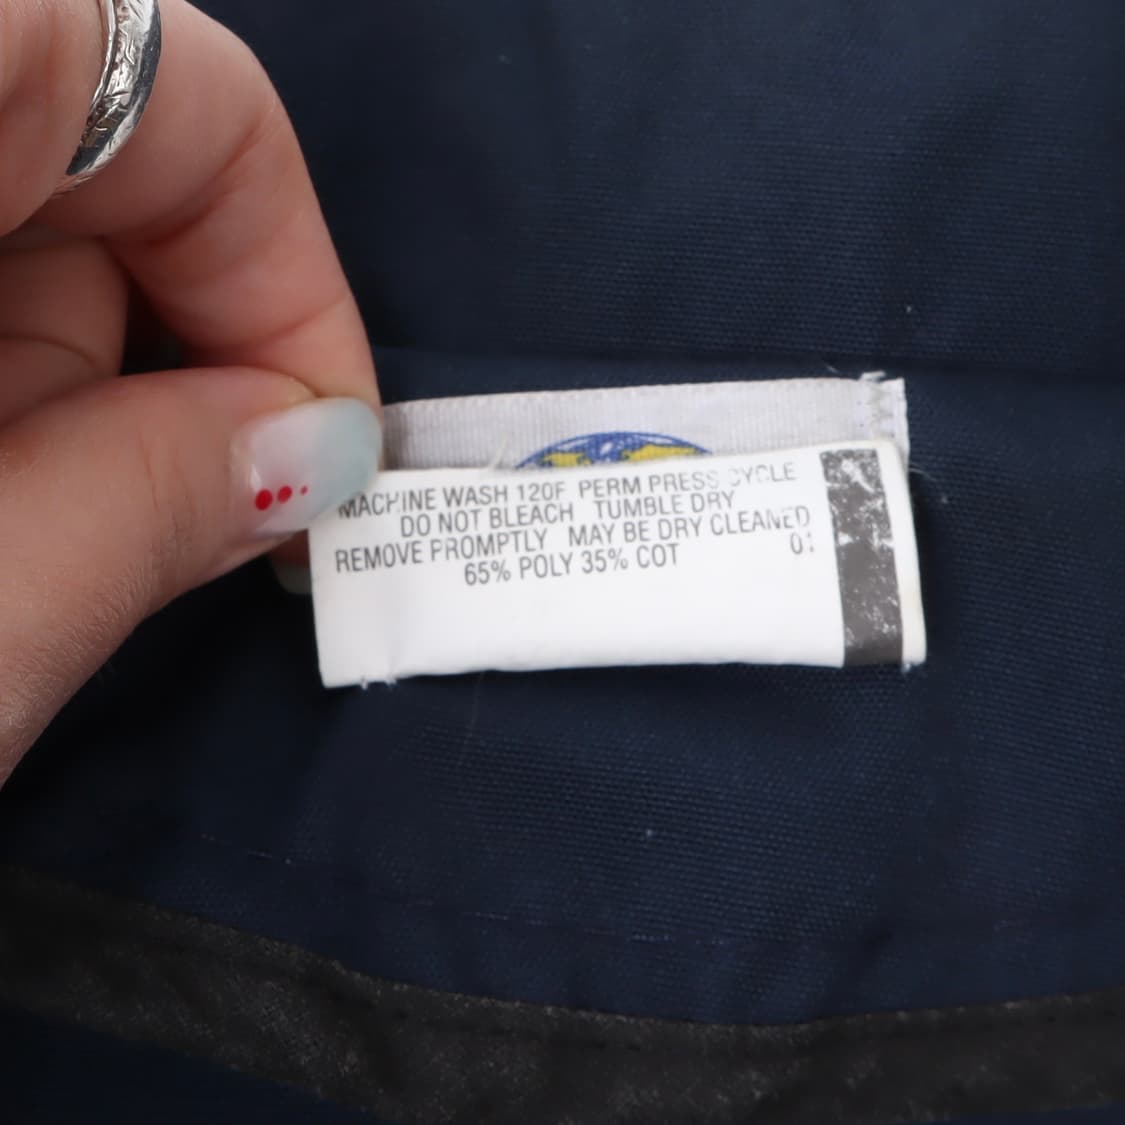 MACHINE WASH 120F PERM PRESS CYCLE
DO NOT BLEACH TUMBLE DRY
REMOVE PROMPTLY MAY BE DRY CLEANED
65% POLY 35% COT